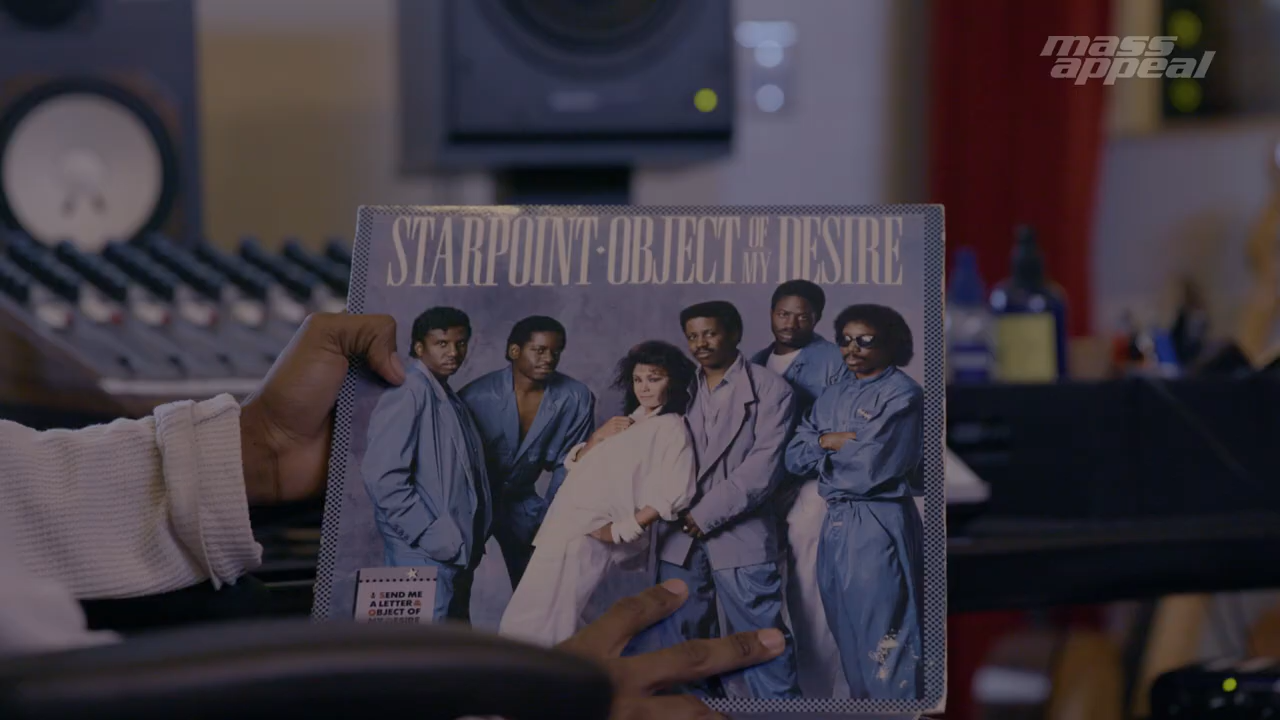 mass
appeal
STARPOINT·OBJECT OF MY DESIRE
SEND ME
A LETTER
OBJECT OF
MY DESIRE